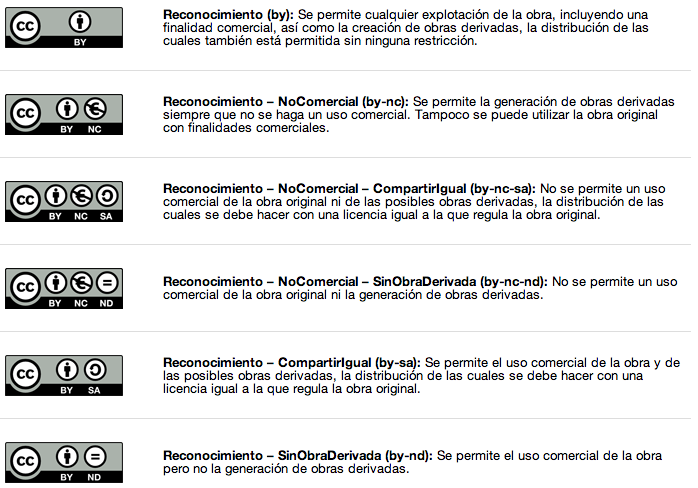 cc
BY
Reconocimiento (by): Se permite cualquier explotación de la obra, incluyendo una
finalidad comercial, así como la creación de obras derivadas, la distribución de las
cuales también está permitida sin ninguna restricción.
cc €
BY NC
Reconocimiento – NoComercial (by-nc): Se permite la generación de obras derivadas
siempre que no se haga un uso comercial. Tampoco se puede utilizar la obra original
con finalidades comerciales.
cc €
BY NC SA
Reconocimiento – NoComercial – CompartirIgual (by-nc-sa): No se permite un uso
comercial de la obra original ni de las posibles obras derivadas, la distribución de las
cuales se debe hacer con una licencia igual a la que regula la obra original.
cc € =
BY NC ND
Reconocimiento – NoComercial – SinObraDerivada (by-nc-nd): No se permite un uso
comercial de la obra original ni la generación de obras derivadas.
cc
BY SA
Reconocimiento – CompartirIgual (by-sa): Se permite el uso comercial de la obra y de
las posibles obras derivadas, la distribución de las cuales se debe hacer con una
licencia igual a la que regula la obra original.
cc =
BY ND
Reconocimiento – SinObraDerivada (by-nd): Se permite el uso comercial de la obra
pero no la generación de obras derivadas.